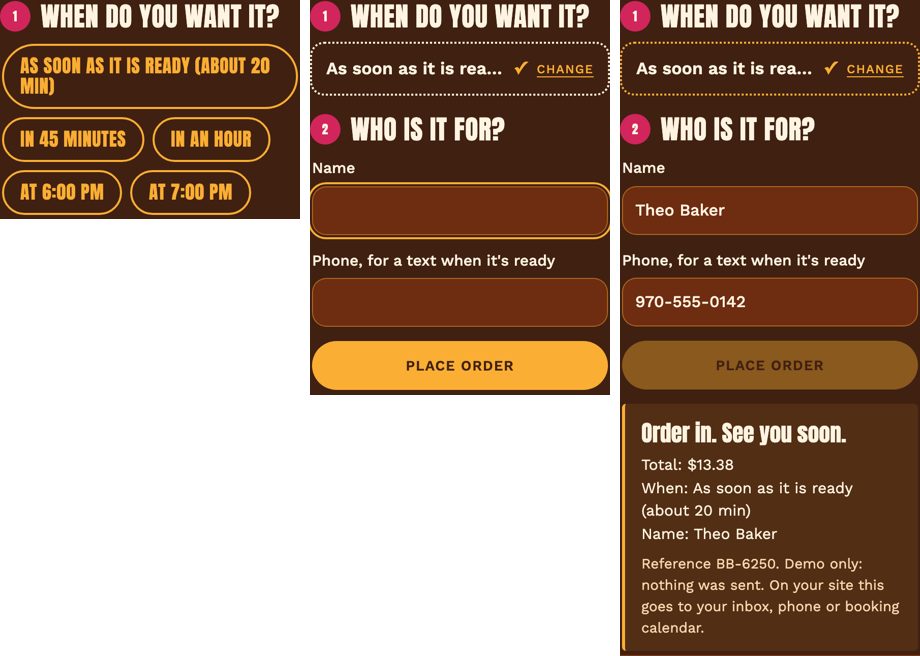 1 WHEN DO YOU WANT IT?
AS SOON AS IT IS READY (ABOUT 20
MIN)
IN 45 MINUTES
IN AN HOUR
AT 6:00 PM
AT 7:00 PM
1 WHEN DO YOU WANT IT?
As soon as it is rea... ✓ CHANGE
2 WHO IS IT FOR?
Name
Phone, for a text when it's ready
PLACE ORDER
1 WHEN DO YOU WANT IT?
As soon as it is rea... ✓ CHANGE
2 WHO IS IT FOR?
Name
Theo Baker
Phone, for a text when it's ready
970-555-0142
PLACE ORDER
Order in. See you soon.
Total: $13.38
When: As soon as it is ready
(about 20 min)
Name: Theo Baker
Reference BB-6250. Demo only:
nothing was sent. On your site this
goes to your inbox, phone or booking
calendar.